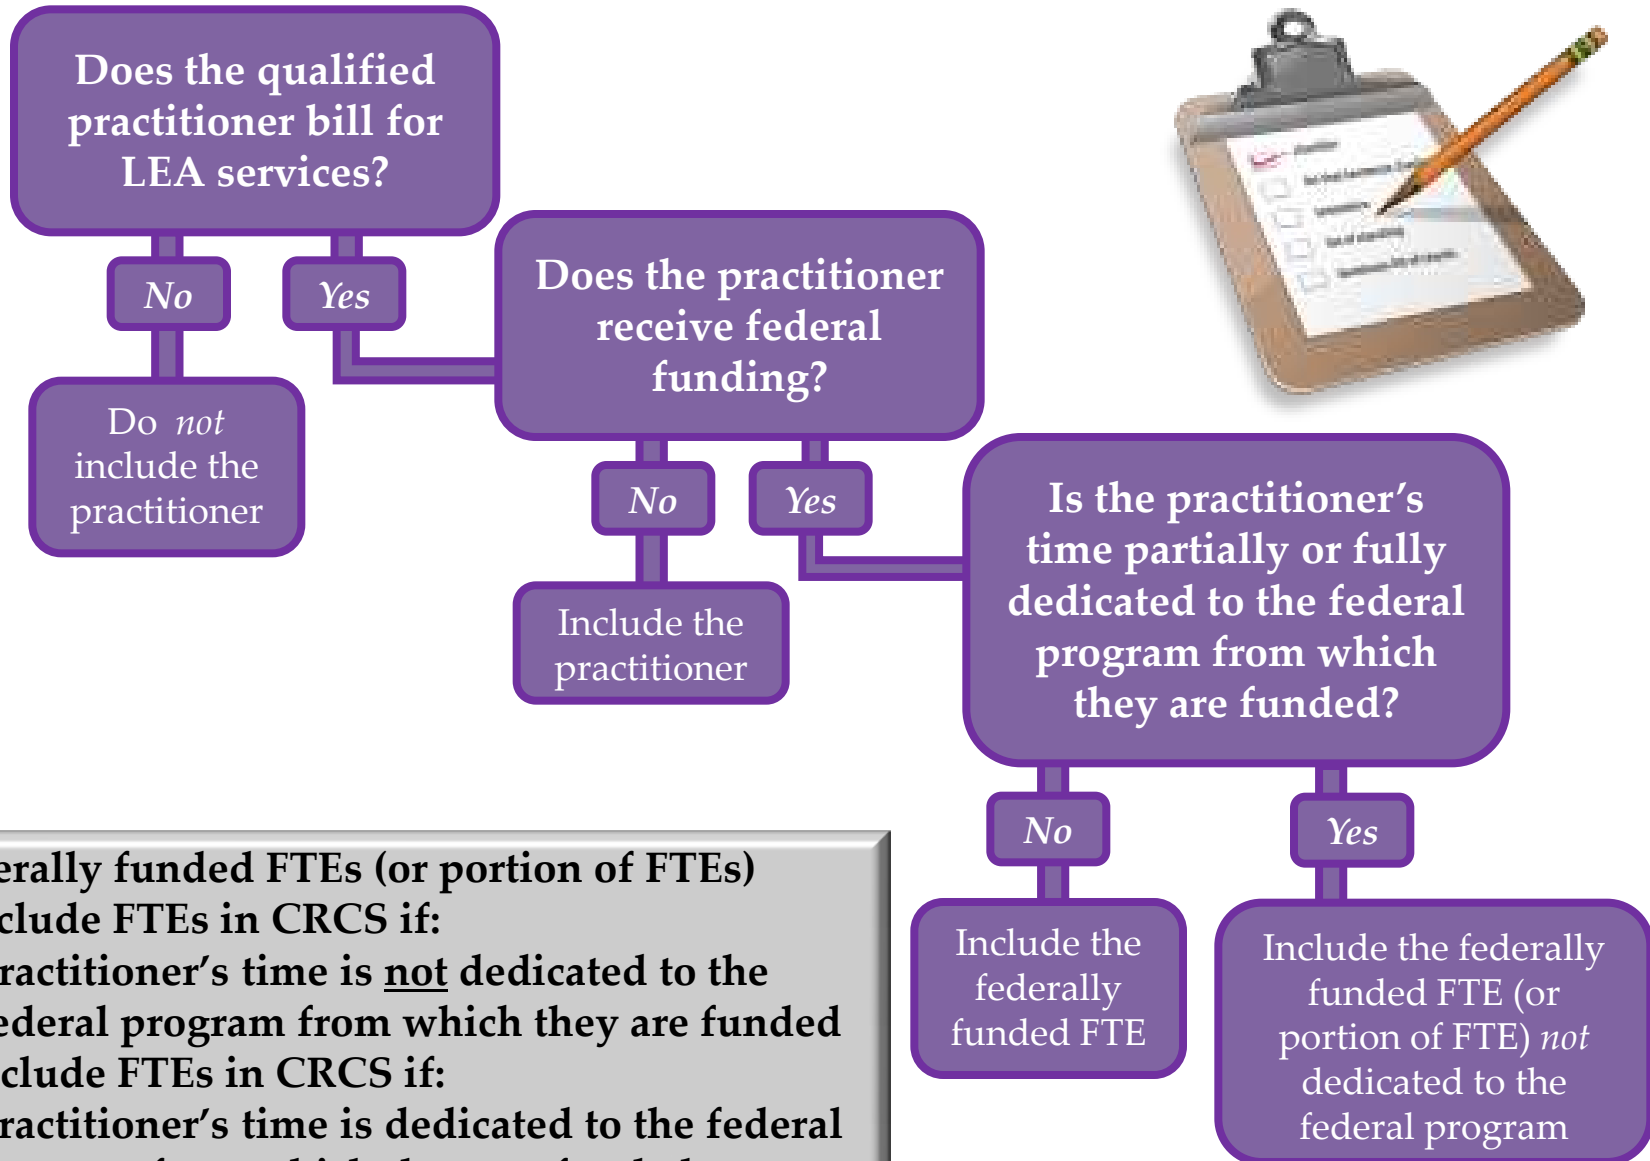 Does the qualified
practitioner bill for
LEA services?
No
Yes
Do not
include the
practitioner
Does the practitioner
receive federal
funding?
No
Yes
Include the
practitioner
Is the practitioner's
time partially or fully
dedicated to the federal
program from which
they are funded?
No
Yes
Include the
federally
funded FTE
Include the federally
funded FTE (or
portion of FTE) not
dedicated to the
federal program
erally funded FTEs (or portion of FTEs)
clude FTEs in CRCS if:
ractitioner's time is not dedicated to the
ederal program from which they are funded
clude FTEs in CRCS if:
ractitioner's time is dedicated to the federal